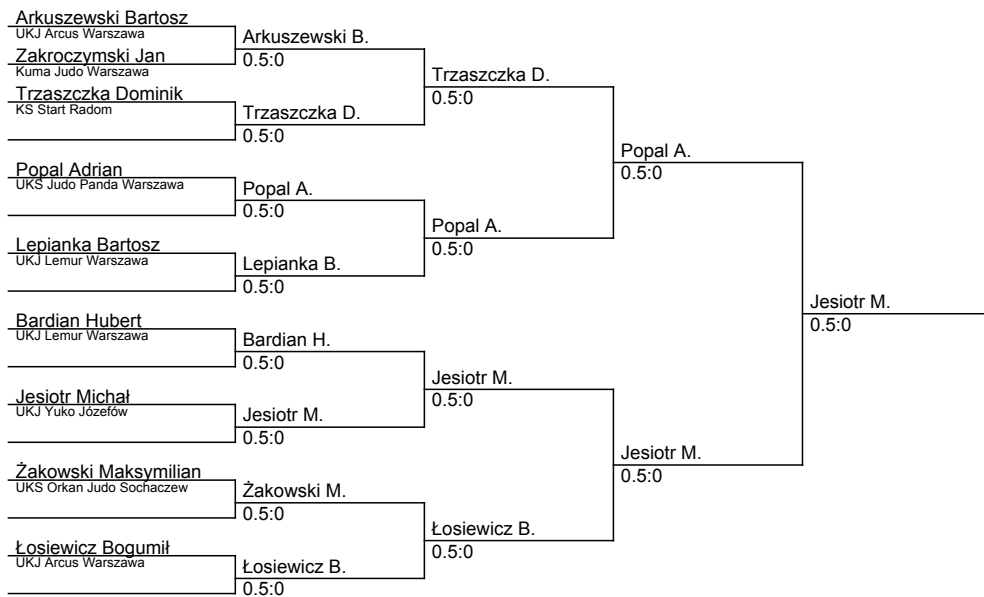 Arkuszewski Bartosz
UKJ Arcus Warszawa
Zakroczymski Jan
Kuma Judo Warszawa
Trzaszczka Dominik
KS Start Radom
Popal Adrian
UKS Judo Panda Warszawa
Lepianka Bartosz
UKJ Lemur Warszawa
Bardian Hubert
UKJ Lemur Warszawa
Jesiotr Michał
UKJ Yuko Józefów
Żakowski Maksymilian
UKS Orkan Judo Sochaczew
Łosiewicz Bogumił
UKJ Arcus Warszawa
Arkuszewski B.
0.5:0
Trzaszczka D.
0.5:0
Popal A.
0.5:0
Lepianka B.
0.5:0
Bardian H.
0.5:0
Jesiotr M.
0.5:0
Żakowski M.
0.5:0
Łosiewicz B.
0.5:0
Trzaszczka D.
0.5:0
Popal A.
0.5:0
Jesiotr M.
0.5:0
Łosiewicz B.
0.5:0
Popal A.
0.5:0
Jesiotr M.
0.5:0
Jesiotr M.
0.5:0